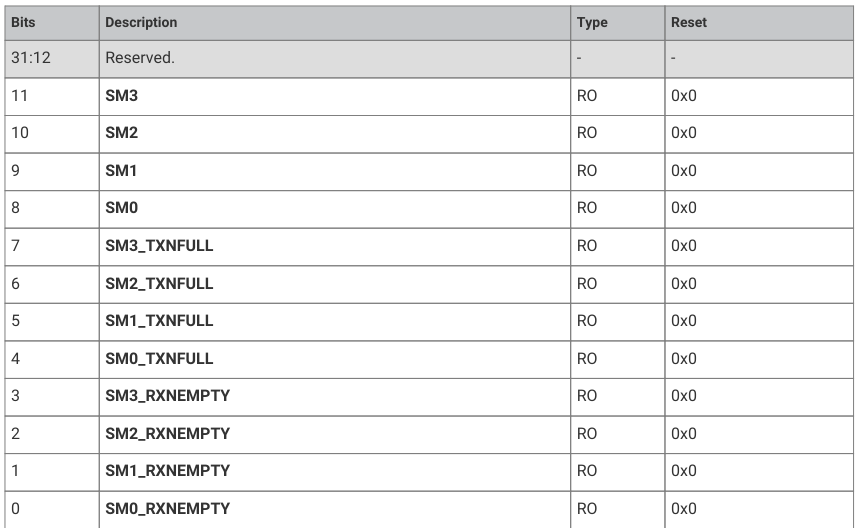 Bits Description Type Reset
31:12 Reserved. - -
11 SM3 RO 0x0
10 SM2 RO 0x0
9 SM1 RO 0x0
8 SM0 RO 0x0
7 SM3_TXNFULL RO 0x0
6 SM2_TXNFULL RO 0x0
5 SM1_TXNFULL RO 0x0
4 SM0_TXNFULL RO 0x0
3 SM3_RXNEMPTY RO 0x0
2 SM2_RXNEMPTY RO 0x0
1 SM1_RXNEMPTY RO 0x0
0 SM0_RXNEMPTY RO 0x0